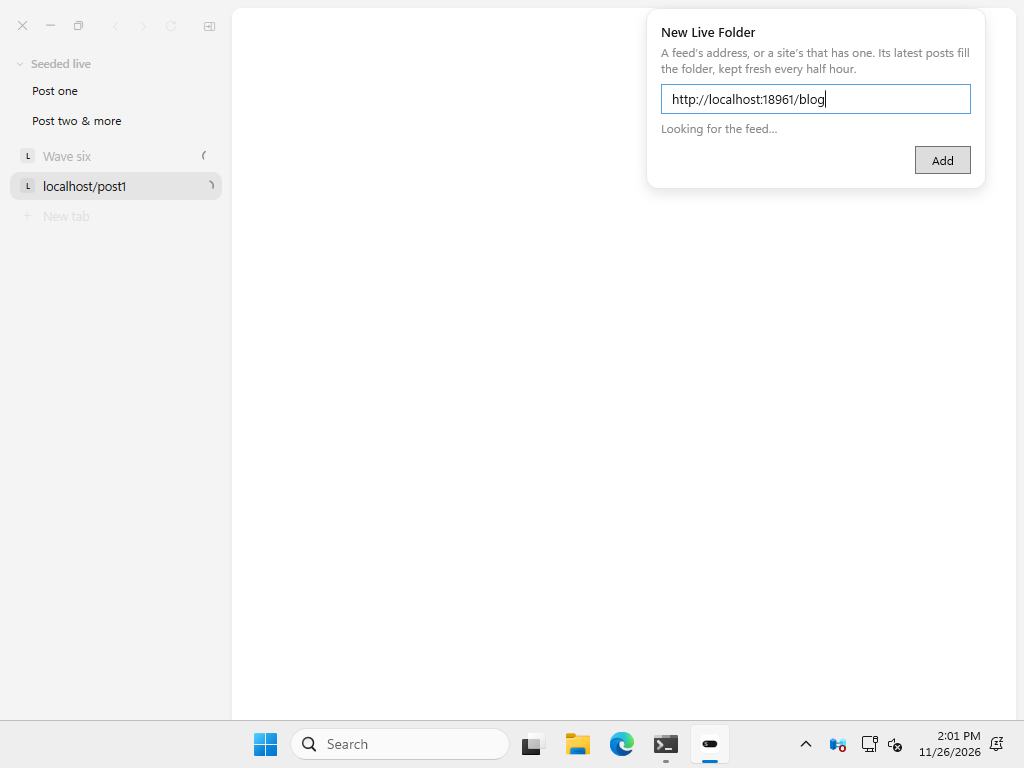 Seeded live
Post one
Post two & more
L Wave six
L localhost/post1
+ New tab
New Live Folder
A feed's address, or a site's that has one. Its latest posts fill
the folder, kept fresh every half hour.
http://localhost:18961/blog
Looking for the feed...
Add
Search
2:01 PM
11/26/2026